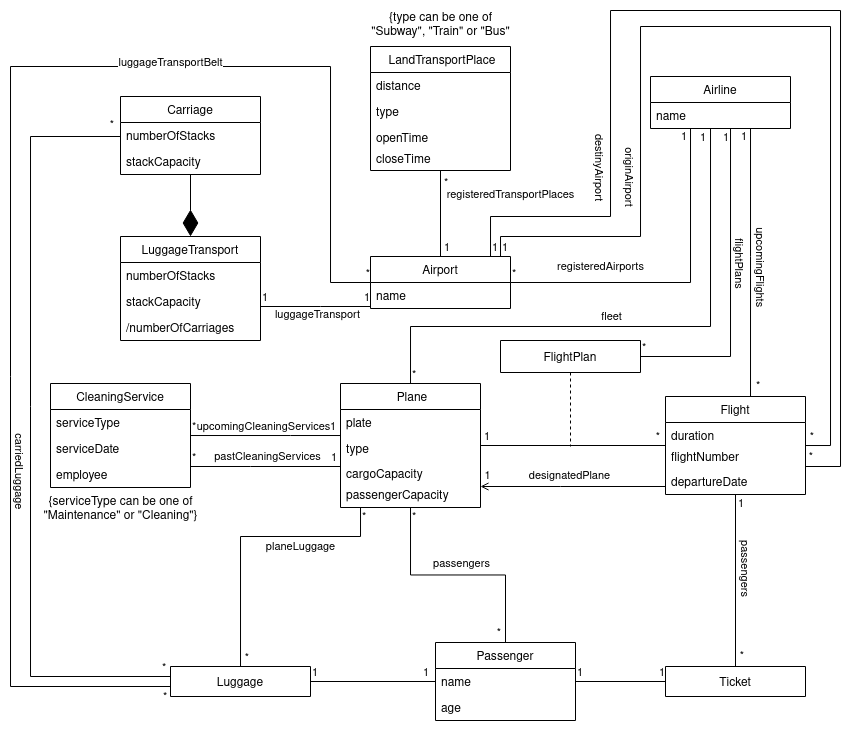 {type can be one of
"Subway", "Train" or "Bus"
luggageTransportBelt
LandTransportPlace
distance
type
openTime
closeTime
Airline
name
1
1
1
1
Carriage
*
numberOfStacks
stackCapacity
destinyAirport
originAirport
*
registeredTransportPlaces
1
1
1
LuggageTransport
numberOfStacks
stackCapacity
/numberOfCarriages
1
luggageTransport
1
*
Airport
name
*
registeredAirports
flightPlans
upcomingFlights
fleet
*
FlightPlan
*
*
CleaningService
serviceType
serviceDate
employee
*upcomingCleaningServices1
* pastCleaningServices 1
{serviceType can be one of
"Maintenance" or "Cleaning"}
Plane
plate
type
cargoCapacity
passengerCapacity
1
*
1
designatedPlane
Flight
duration
flightNumber
departureDate
*
*
carriedLuggage
*
planeLuggage
*
passengers
1
passengers
*
*
*
*
*
Luggage
1
1
Passenger
name
age
1
1
Ticket